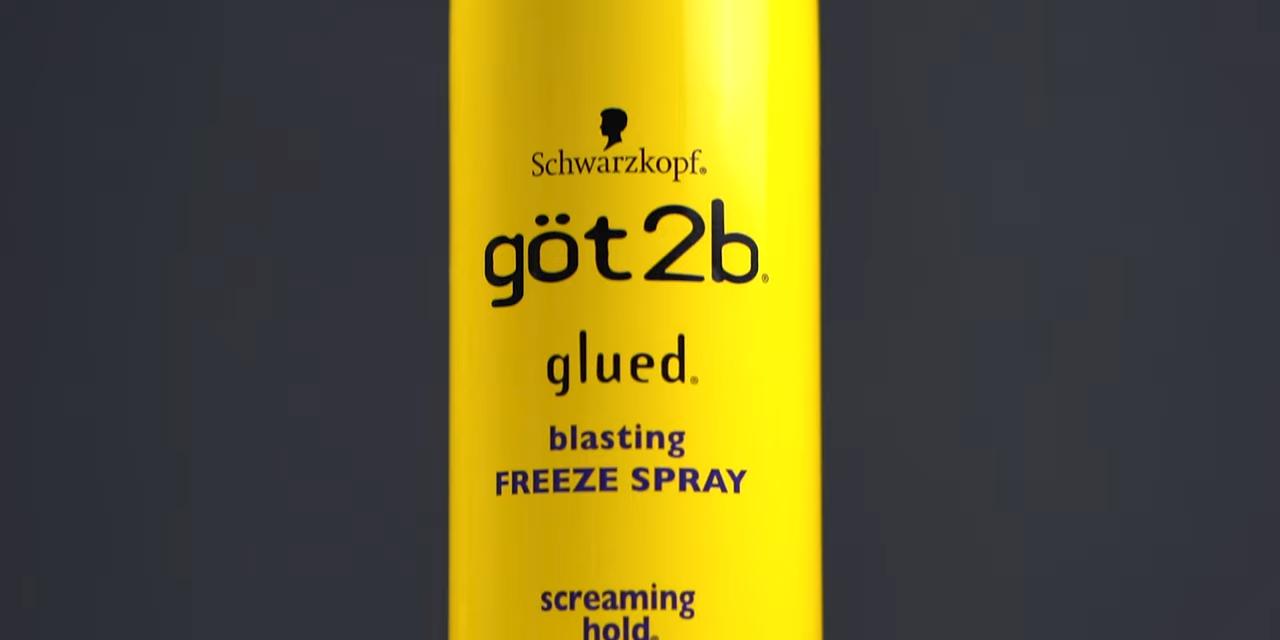 Schwarzkopf®
göt2b®
glued®
blasting
FREEZE SPRAY
screaming
hold®